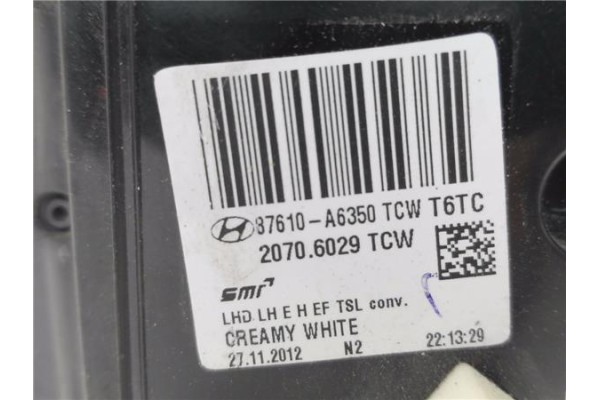 87610-A6350 TCW T6TC
2070.6029 TCW
smr
LHD LH E H EF TSL conv.
CREAMY WHITE
27.11.2012 N2 22:13:29